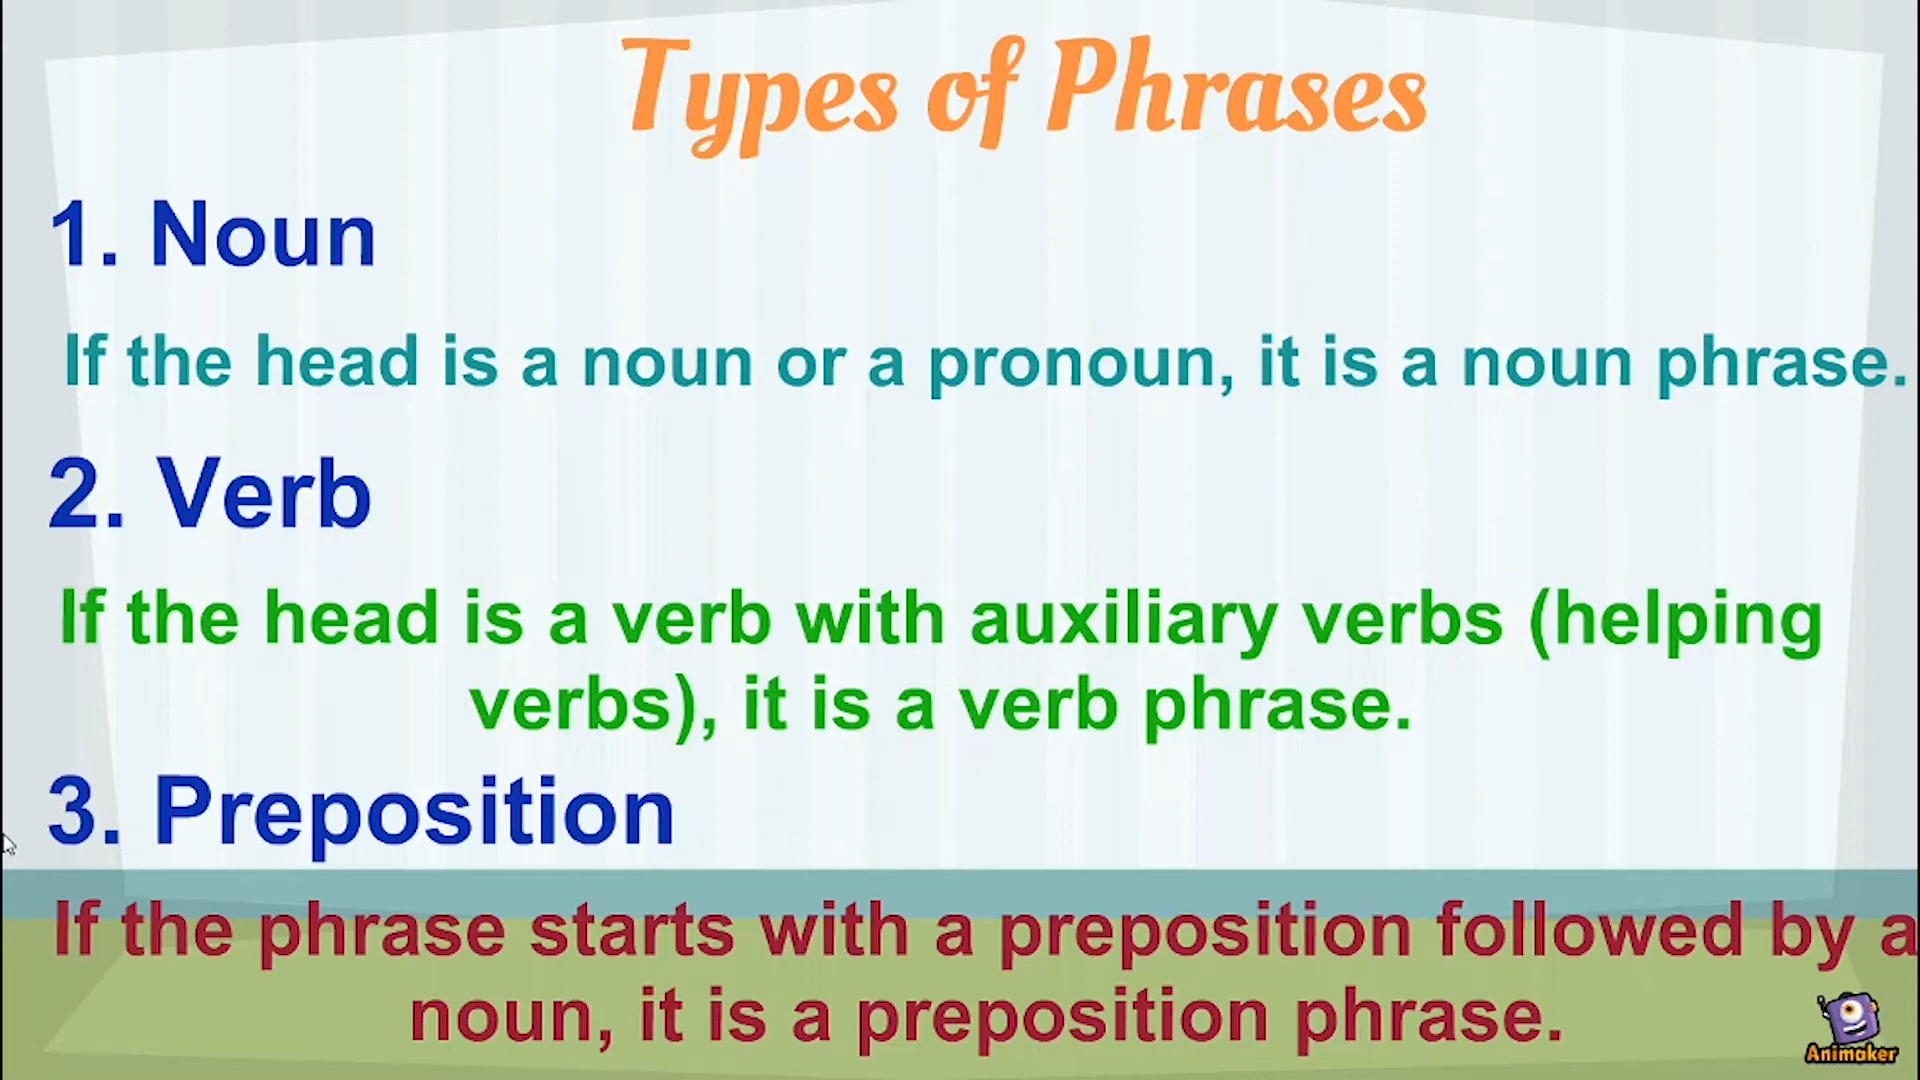 Types of Phrases
1. Noun
If the head is a noun or a pronoun, it is a noun phrase.
2. Verb
If the head is a verb with auxiliary verbs (helping
verbs), it is a verb phrase.
3. Preposition
If the phrase starts with a preposition followed by a
noun, it is a preposition phrase.
Animaker